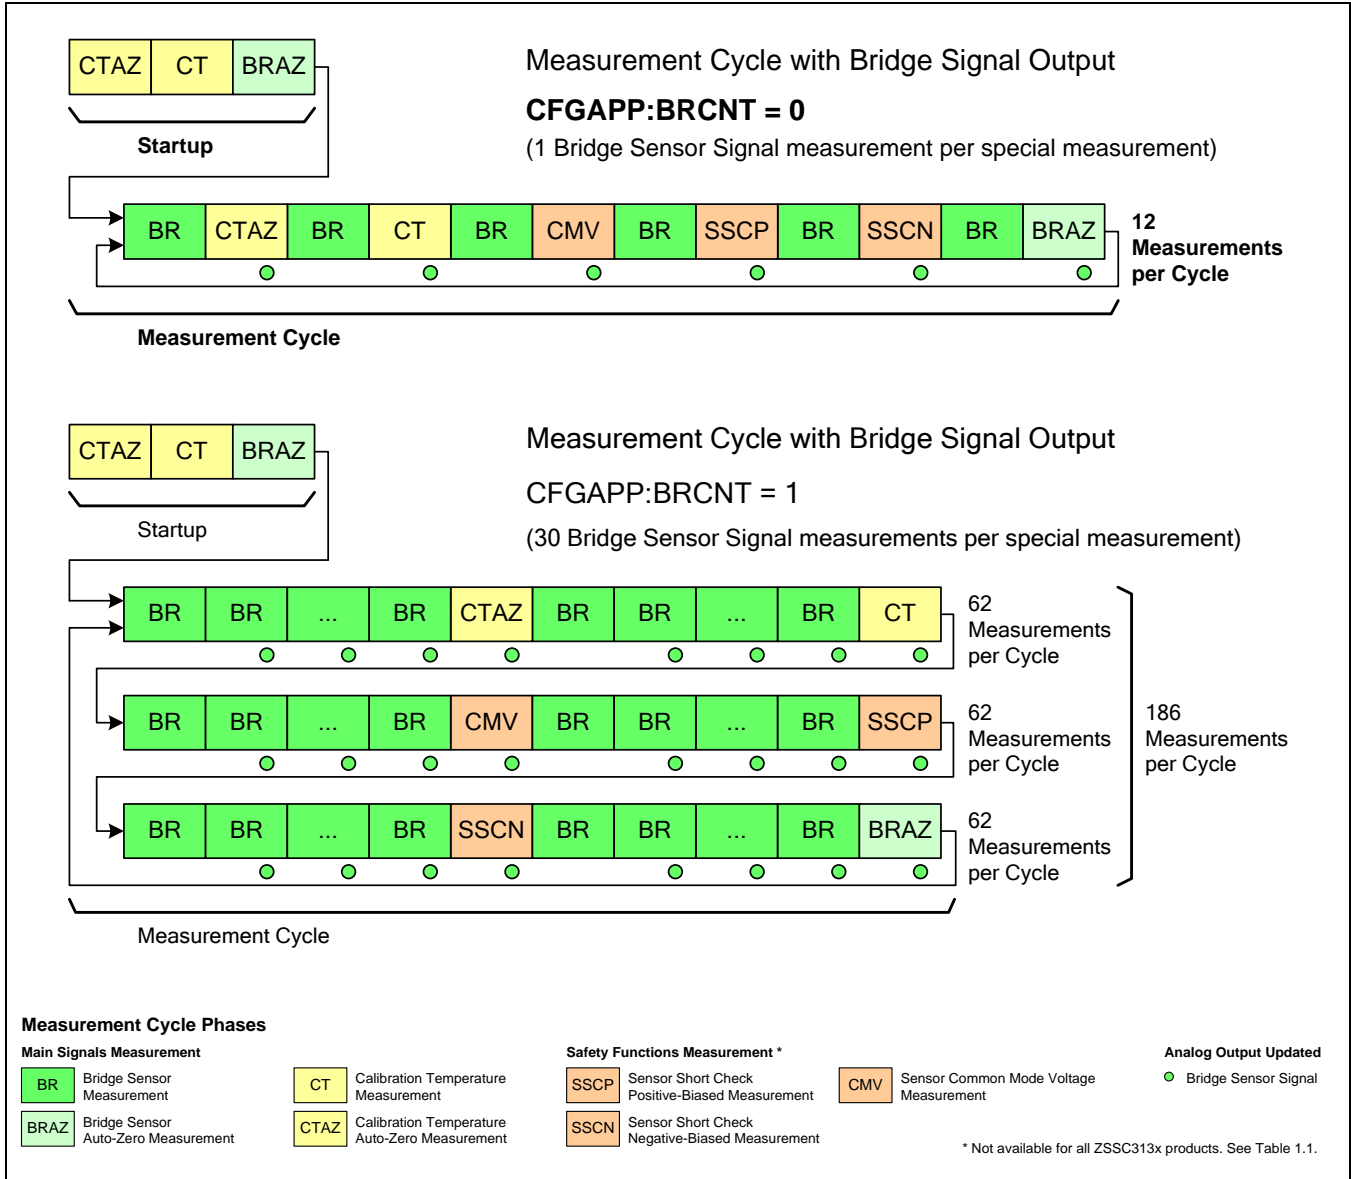 CTAZ CT BRAZ
Startup
Measurement Cycle with Bridge Signal Output
CFGAPP:BRCNT = 0
(1 Bridge Sensor Signal measurement per special measurement)
BR CTAZ BR CT BR CMV BR SSCP BR SSCN BR BRAZ
12
Measurements
per Cycle
Measurement Cycle
CTAZ CT BRAZ
Startup
Measurement Cycle with Bridge Signal Output
CFGAPP:BRCNT = 1
(30 Bridge Sensor Signal measurements per special measurement)
BR BR ... BR CTAZ BR BR ... BR CT
62
Measurements
per Cycle
BR BR ... BR CMV BR BR ... BR SSCP
62
Measurements
per Cycle
BR BR ... BR SSCN BR BR ... BR BRAZ
62
Measurements
per Cycle
186
Measurements
per Cycle
Measurement Cycle
Measurement Cycle Phases
Main Signals Measurement
BR
Bridge Sensor
Measurement
BRAZ
Bridge Sensor
Auto-Zero Measurement
CT
Calibration Temperature
Measurement
CTAZ
Calibration Temperature
Auto-Zero Measurement
Safety Functions Measurement *
SSCP
Sensor Short Check
Positive-Biased Measurement
SSCN
Sensor Short Check
Negative-Biased Measurement
CMV
Sensor Common Mode Voltage
Measurement
Analog Output Updated
Bridge Sensor Signal
* Not available for all ZSSC313x products. See Table 1.1.